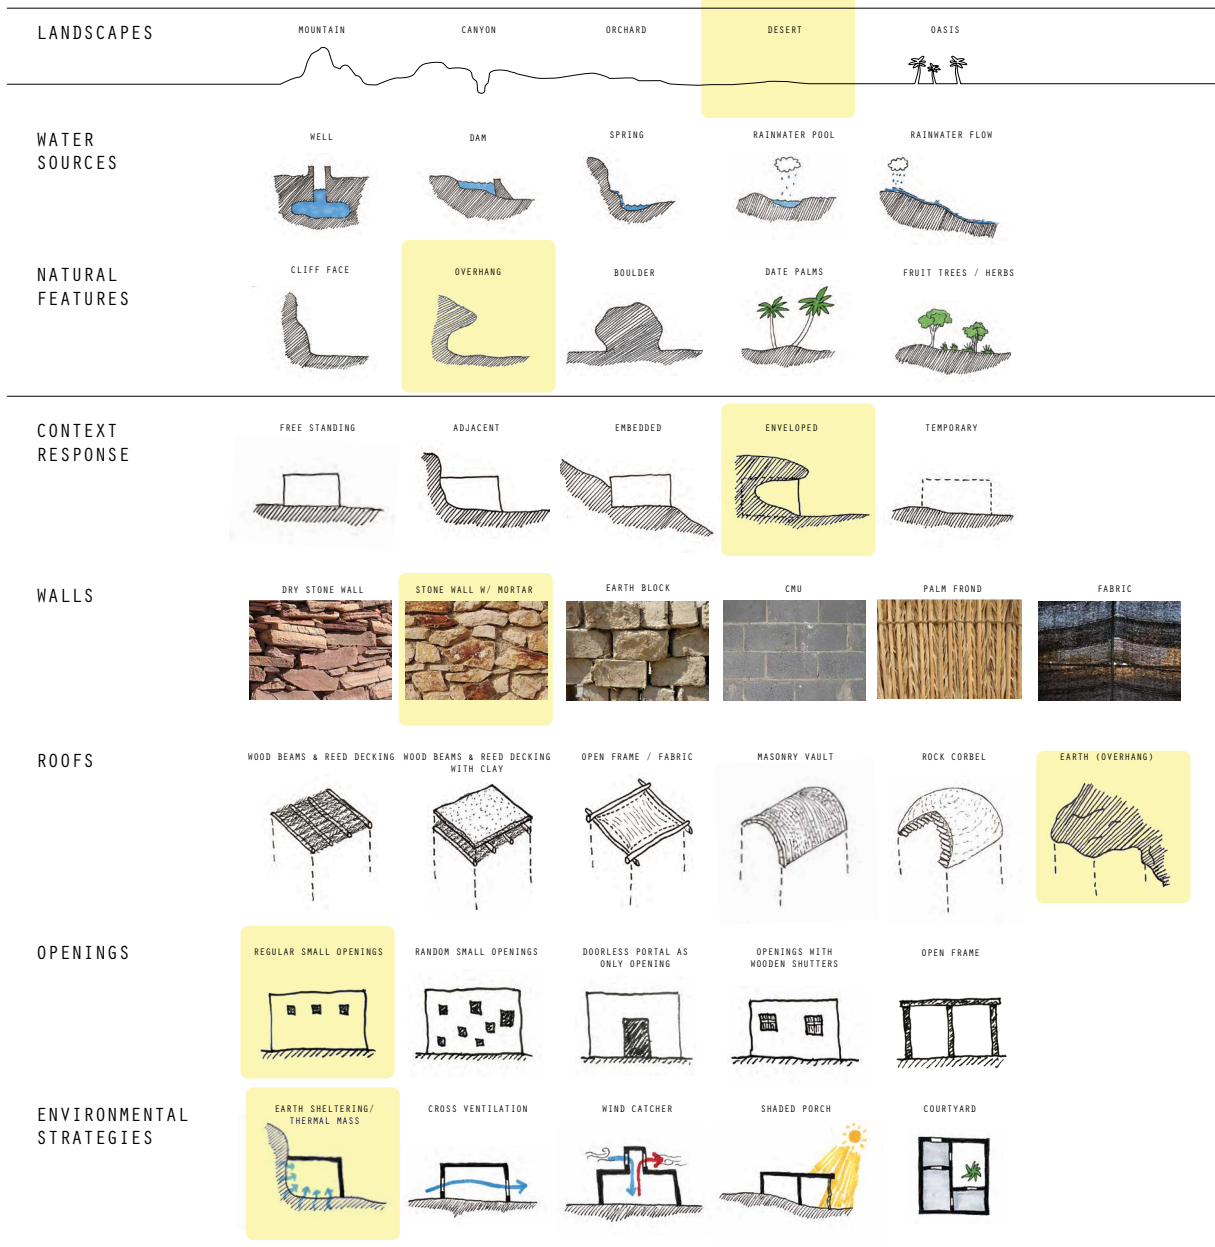 LANDSCAPES
MOUNTAIN
CANYON
ORCHARD
DESERT
OASIS
WATER
SOURCES
WELL
DAM
SPRING
RAINWATER POOL
RAINWATER FLOW
NATURAL
FEATURES
CLIFF FACE
OVERHANG
BOULDER
DATE PALMS
FRUIT TREES / HERBS
CONTEXT
RESPONSE
FREE STANDING
ADJACENT
EMBEDDED
ENVELOPED
TEMPORARY
WALLS
DRY STONE WALL
STONE WALL W/ MORTAR
EARTH BLOCK
CMU
PALM FROND
FABRIC
ROOFS
WOOD BEAMS & REED DECKING
WOOD BEAMS & REED DECKING
WITH CLAY
OPEN FRAME / FABRIC
MASONRY VAULT
ROCK CORBEL
EARTH (OVERHANG)
OPENINGS
REGULAR SMALL OPENINGS
RANDOM SMALL OPENINGS
DOORLESS PORTAL AS
ONLY OPENING
OPENINGS WITH
WOODEN SHUTTERS
OPEN FRAME
ENVIRONMENTAL
STRATEGIES
EARTH SHELTERING/
THERMAL MASS
CROSS VENTILATION
WIND CATCHER
SHADED PORCH
COURTYARD